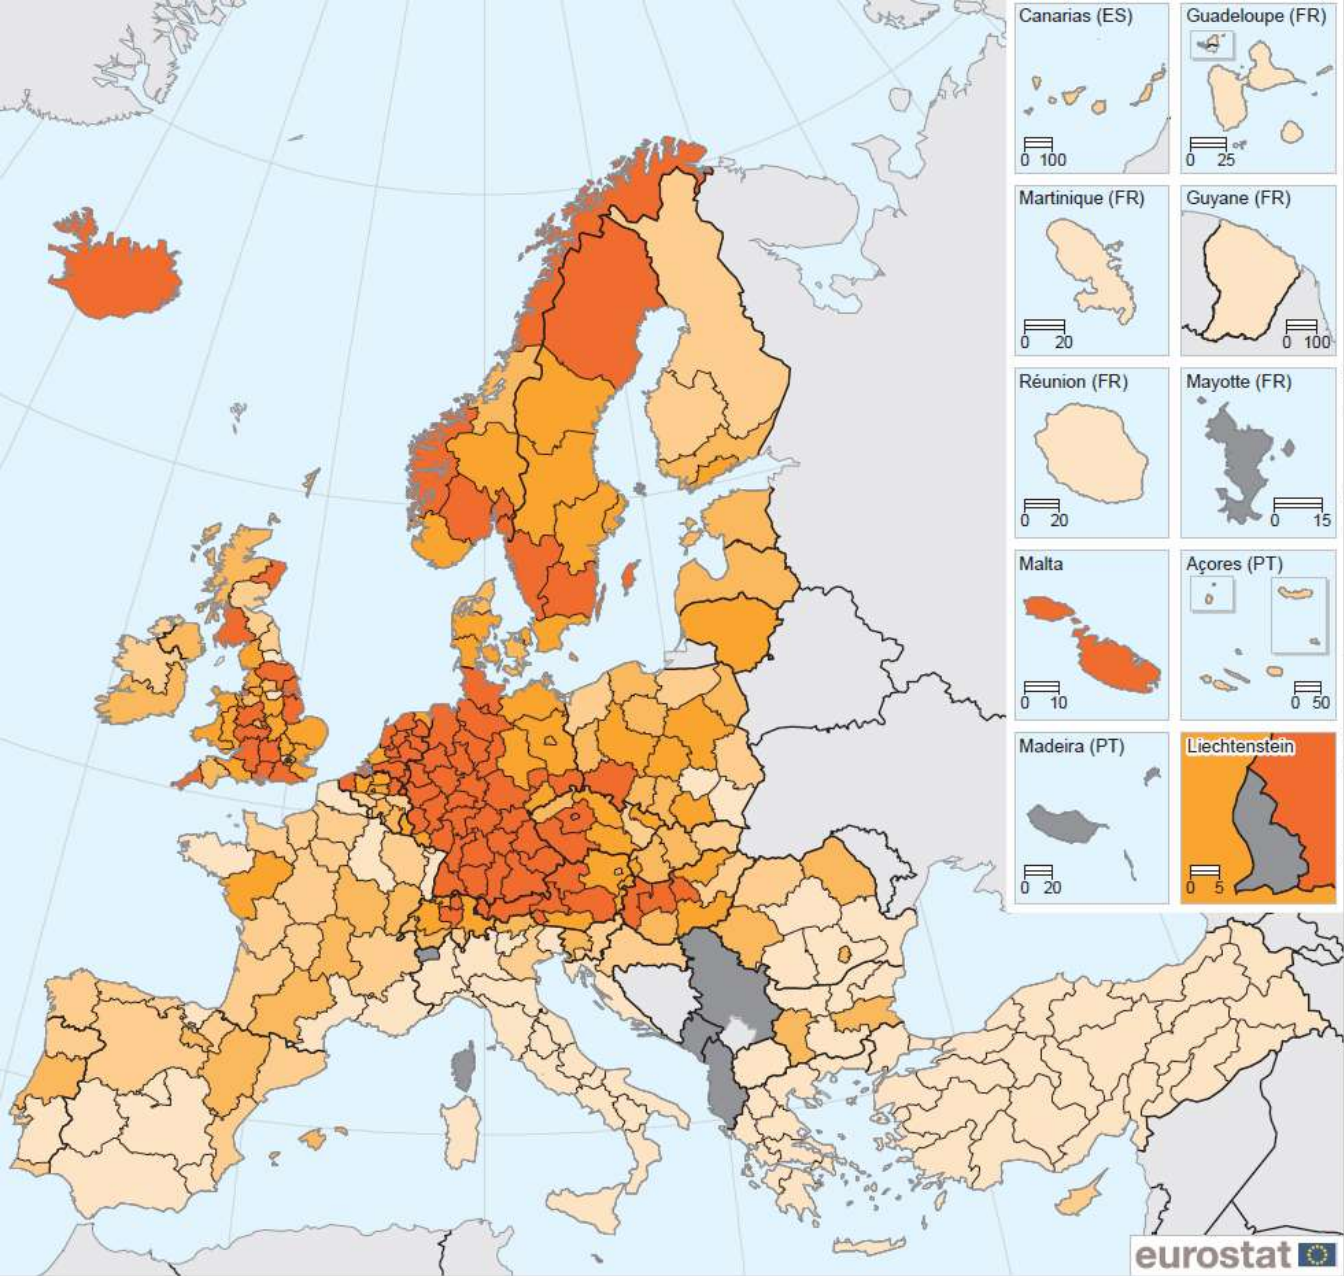 Canarias (ES)
0 100
Guadeloupe (FR)
0 25
Martinique (FR)
0 20
Guyane (FR)
0 100
Réunion (FR)
0 20
Mayotte (FR)
0 15
Malta
0 10
Açores (PT)
0 50
Madeira (PT)
0 20
Liechtenstein
0 5
eurostat